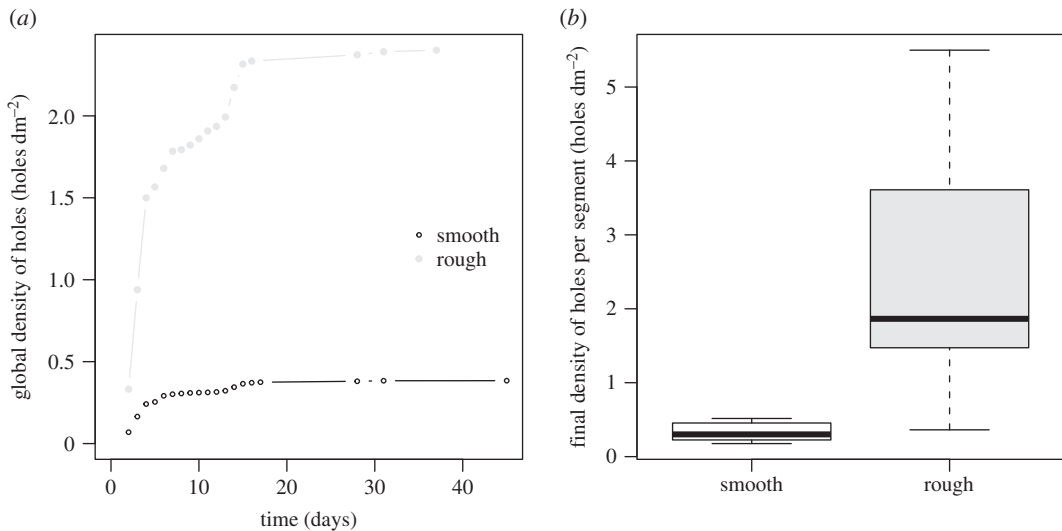 (a)
global density of holes (holes dm⁻²)
2.0
1.5
1.0
0.5
0
0 10 20 30 40
time (days)
smooth
rough
(b)
final density of holes per segment (holes dm⁻²)
5
4
3
2
1
0
smooth rough